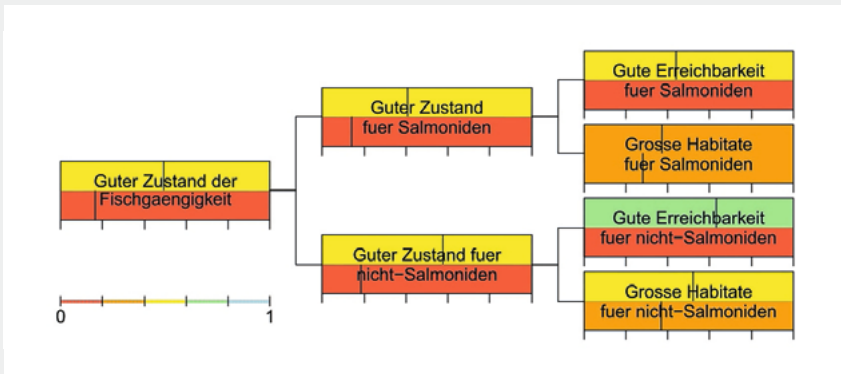 Gute Erreichbarkeit
fuer Salmoniden
Guter Zustand
fuer Salmoniden
Grosse Habitate
fuer Salmoniden
Guter Zustand der
Fischgaengigkeit
Gute Erreichbarkeit
fuer nicht−Salmoniden
Guter Zustand fuer
nicht−Salmoniden
Grosse Habitate
fuer nicht−Salmoniden
0
1